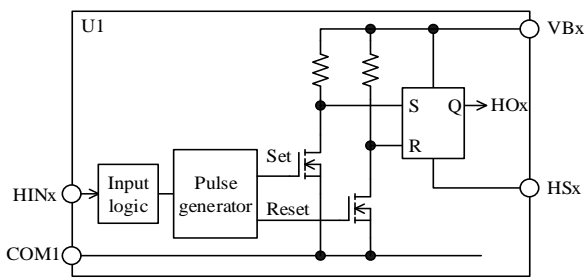 U1
VBx
S
Q
HOx
R
Set
HINx
Input
logic
Pulse
generator
HSx
Reset
COM1